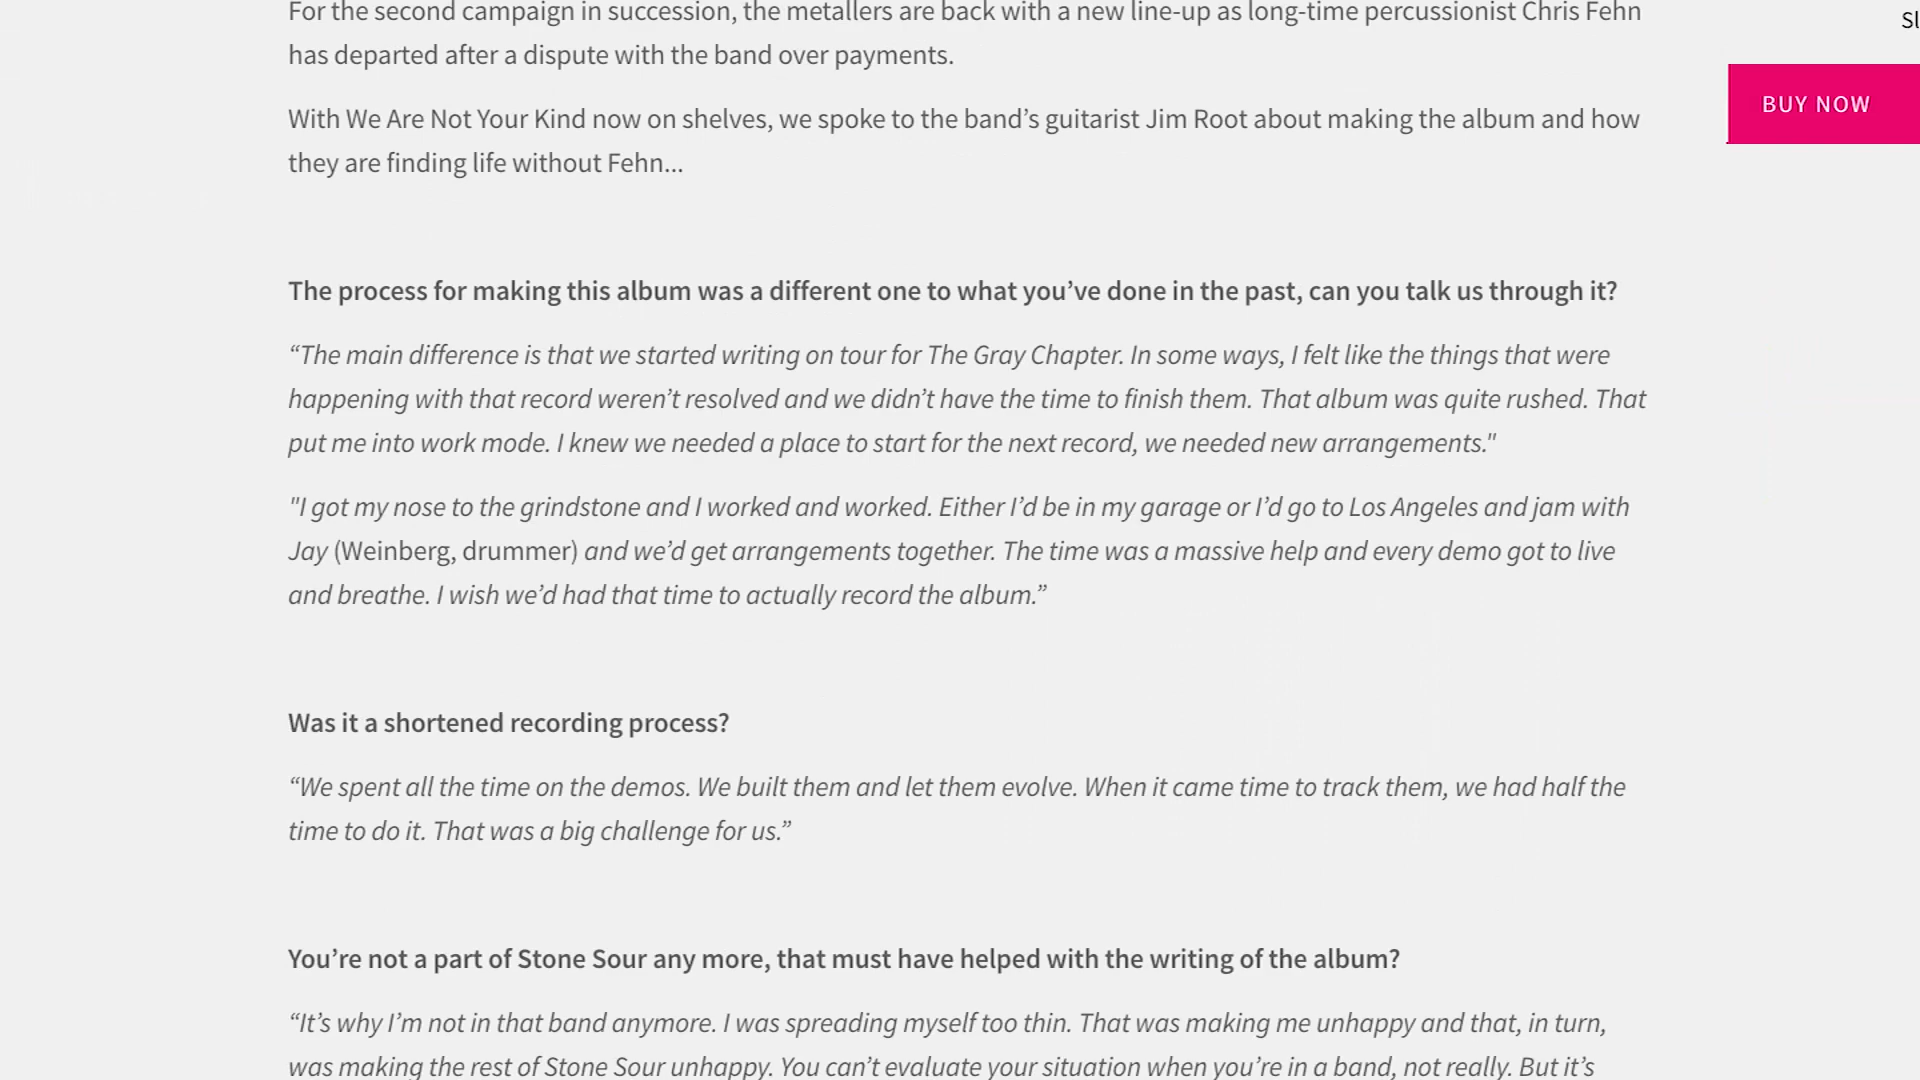 For the second campaign in succession, the metallers are back with a new line-up as long-time percussionist Chris Fehn
has departed after a dispute with the band over payments.
Sl
BUY NOW
With We Are Not Your Kind now on shelves, we spoke to the band’s guitarist Jim Root about making the album and how
they are finding life without Fehn...
The process for making this album was a different one to what you’ve done in the past, can you talk us through it?
“The main difference is that we started writing on tour for The Gray Chapter. In some ways, I felt like the things that were
happening with that record weren’t resolved and we didn’t have the time to finish them. That album was quite rushed. That
put me into work mode. I knew we needed a place to start for the next record, we needed new arrangements."
"I got my nose to the grindstone and I worked and worked. Either I’d be in my garage or I’d go to Los Angeles and jam with
Jay (Weinberg, drummer) and we’d get arrangements together. The time was a massive help and every demo got to live
and breathe. I wish we’d had that time to actually record the album.”
Was it a shortened recording process?
“We spent all the time on the demos. We built them and let them evolve. When it came time to track them, we had half the
time to do it. That was a big challenge for us.”
You’re not a part of Stone Sour any more, that must have helped with the writing of the album?
“It’s why I’m not in that band anymore. I was spreading myself too thin. That was making me unhappy and that, in turn,
was making the rest of Stone Sour unhappy. You can’t evaluate your situation when you’re in a band, not really. But it’s